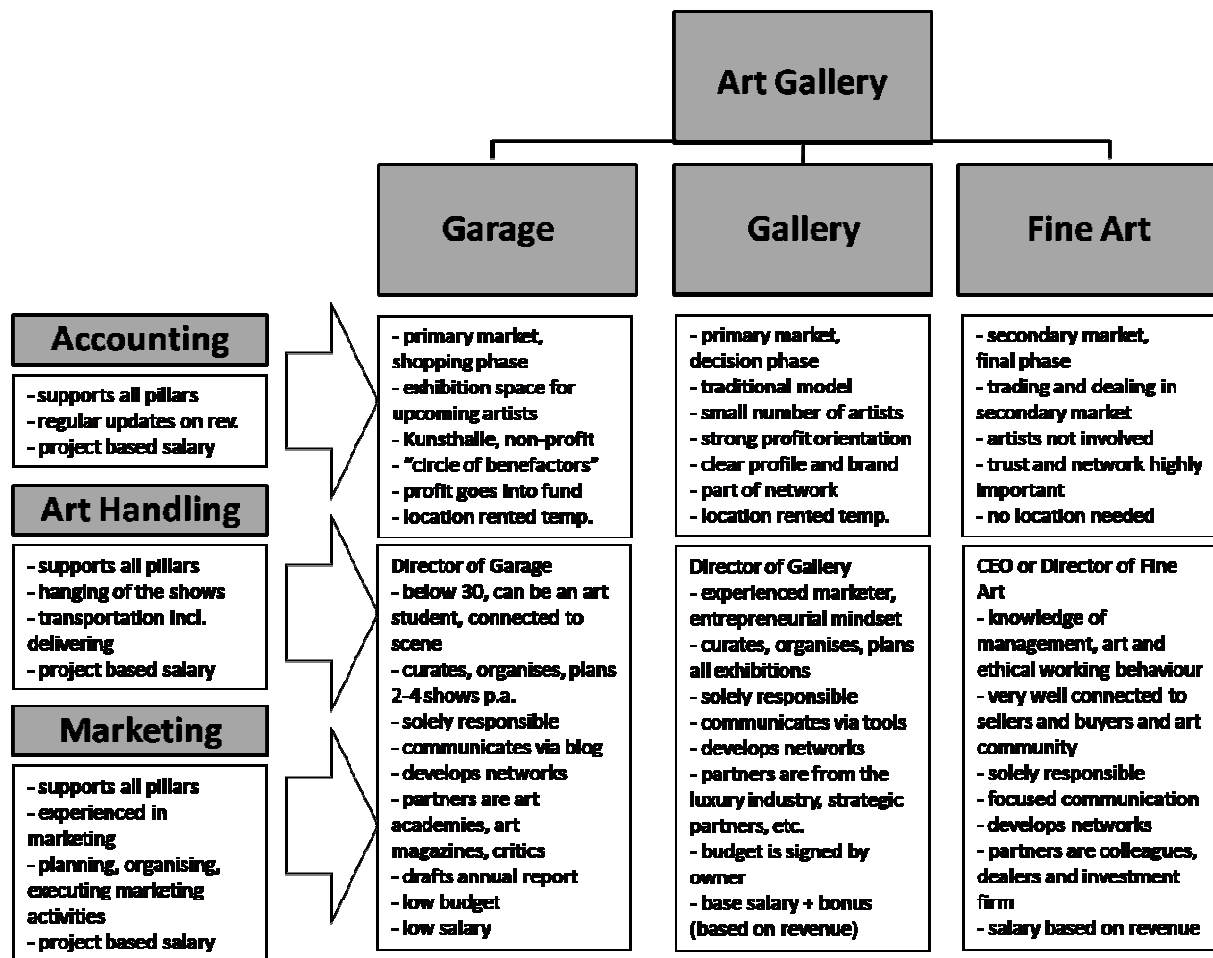 Art Gallery
Garage
Gallery
Fine Art
Accounting
- supports all pillars
- regular updates on rev.
- project based salary
Art Handling
- supports all pillars
- hanging of the shows
- transportation incl.
delivering
- project based salary
Marketing
- supports all pillars
- experienced in
marketing
- planning, organising,
executing marketing
activities
- project based salary
- primary market,
shopping phase
- exhibition space for
upcoming artists
- Kunsthalle, non-profit
- "circle of benefactors"
- profit goes into fund
- location rented temp.
Director of Garage
- below 30, can be an art
student, connected to
scene
- curates, organises, plans
2-4 shows p.a.
- solely responsible
- communicates via blog
- develops networks
- partners are art
academies, art
magazines, critics
- drafts annual report
- low budget
- low salary
- primary market,
decision phase
- traditional model
- small number of artists
- strong profit orientation
- clear profile and brand
- part of network
- location rented temp.
Director of Gallery
- experienced marketer,
entrepreneurial mindset
- curates, organises, plans
all exhibitions
- solely responsible
- communicates via tools
- develops networks
- partners are from the
luxury industry, strategic
partners, etc.
- budget is signed by
owner
- base salary + bonus
(based on revenue)
- secondary market,
final phase
- trading and dealing in
secondary market
- artists not involved
- trust and network highly
important
- no location needed
CEO or Director of Fine
Art
- knowledge of
management, art and
ethical working behaviour
- very well connected to
sellers and buyers and art
community
- solely responsible
- focused communication
- develops networks
- partners are colleagues,
dealers and investment
firm
- salary based on revenue